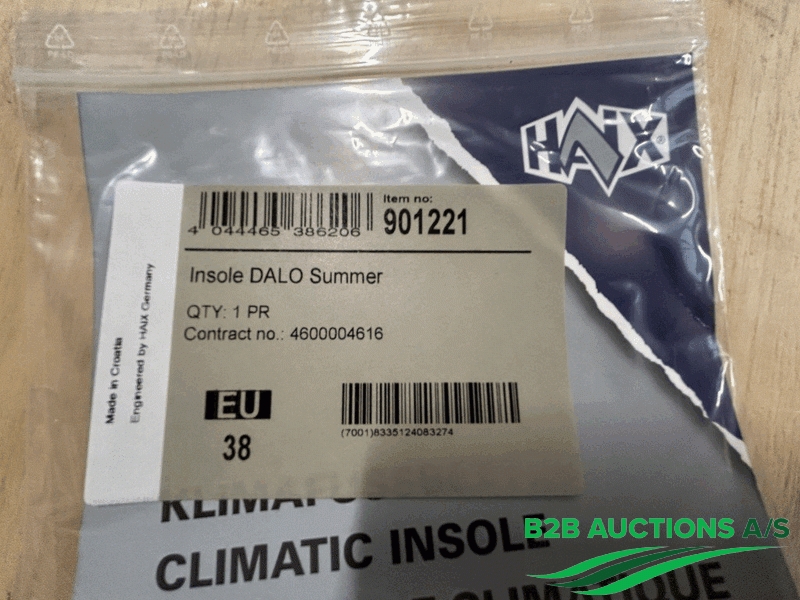 HAIX®
Item no:
901221
4 044465 386206
Insole DALO Summer
QTY: 1 PR
Contract no.: 4600004616
Made in Croatia
Engineered by HAIX Germany
EU
38
(7001)8335124083274
CLIMATIC INSOLE
CLIMATIQUE
B2B AUCTIONS A/S